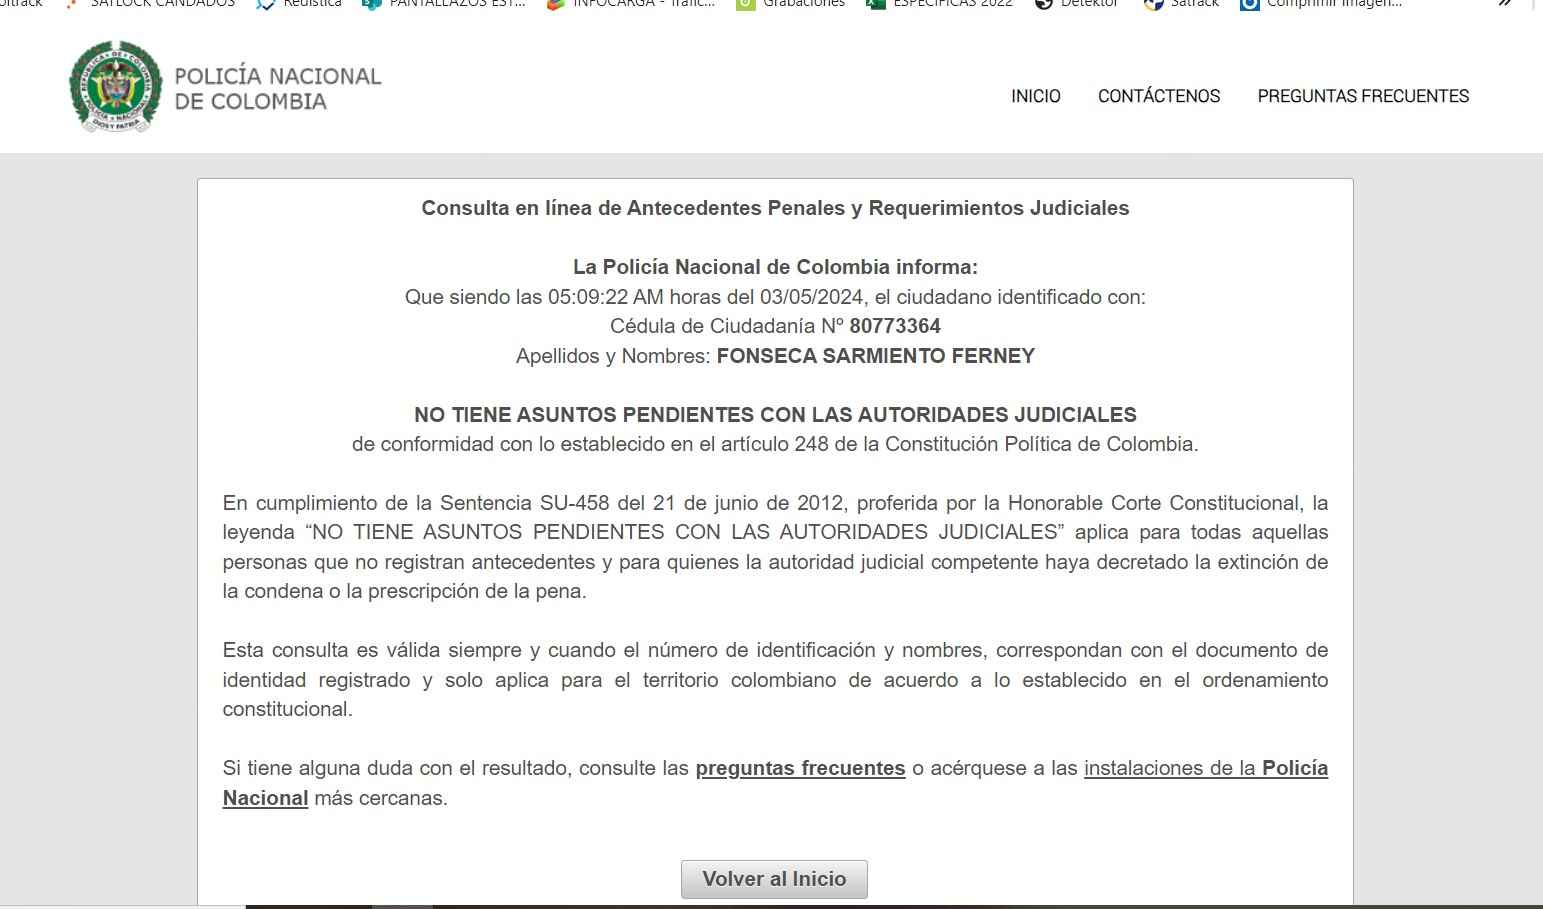 SATLOCK CANDADOS
Redistica
PANTALLAZOS EST...
INFOCARGA - Trafic...
Grabaciones
ESPECIFICAS 2022
Detektor
Satrack
Comprimir imagen...
POLICÍA NACIONAL
DE COLOMBIA
INICIO
CONTÁCTENOS
PREGUNTAS FRECUENTES
Consulta en línea de Antecedentes Penales y Requerimientos Judiciales
La Policía Nacional de Colombia informa:
Que siendo las 05:09:22 AM horas del 03/05/2024, el ciudadano identificado con:
Cédula de Ciudadanía Nº 80773364
Apellidos y Nombres: FONSECA SARMIENTO FERNEY
NO TIENE ASUNTOS PENDIENTES CON LAS AUTORIDADES JUDICIALES
de conformidad con lo establecido en el artículo 248 de la Constitución Política de Colombia.
En cumplimiento de la Sentencia SU-458 del 21 de junio de 2012, proferida por la Honorable Corte Constitucional, la
leyenda “NO TIENE ASUNTOS PENDIENTES CON LAS AUTORIDADES JUDICIALES” aplica para todas aquellas
personas que no registran antecedentes y para quienes la autoridad judicial competente haya decretado la extinción de
la condena o la prescripción de la pena.
Esta consulta es válida siempre y cuando el número de identificación y nombres, correspondan con el documento de
identidad registrado y solo aplica para el territorio colombiano de acuerdo a lo establecido en el ordenamiento
constitucional.
Si tiene alguna duda con el resultado, consulte las preguntas frecuentes o acérquese a las instalaciones de la Policía
Nacional más cercanas.
Volver al Inicio